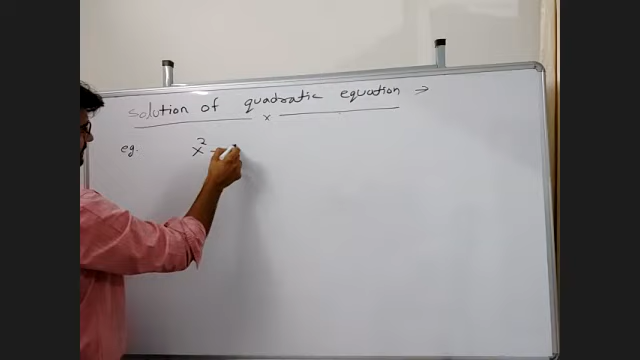 solution of quadratic equation →
x
eg. x² -